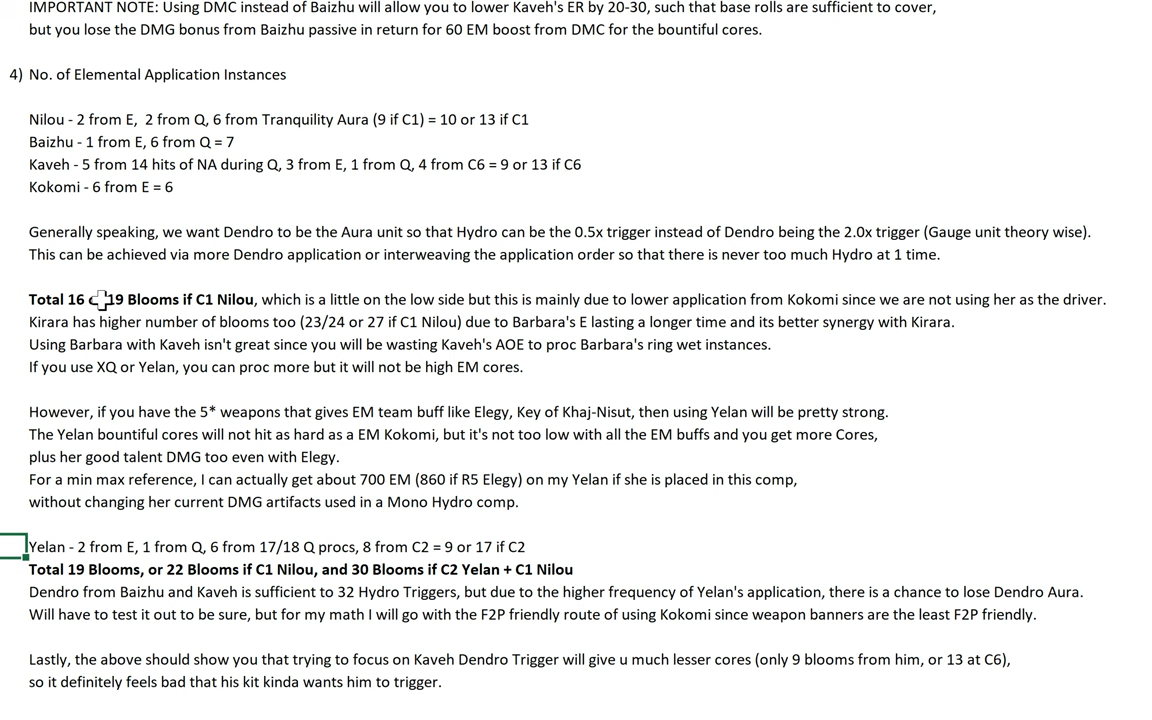 IMPORTANT NOTE: Using DMC instead of Baizhu will allow you to lower Kaveh's ER by 20-30, such that base rolls are sufficient to cover,
but you lose the DMG bonus from Baizhu passive in return for 60 EM boost from DMC for the bountiful cores.
4) No. of Elemental Application Instances
Nilou - 2 from E, 2 from Q, 6 from Tranquility Aura (9 if C1) = 10 or 13 if C1
Baizhu - 1 from E, 6 from Q = 7
Kaveh - 5 from 14 hits of NA during Q, 3 from E, 1 from Q, 4 from C6 = 9 or 13 if C6
Kokomi - 6 from E = 6
Generally speaking, we want Dendro to be the Aura unit so that Hydro can be the 0.5x trigger instead of Dendro being the 2.0x trigger (Gauge unit theory wise).
This can be achieved via more Dendro application or interweaving the application order so that there is never too much Hydro at 1 time.
Total 16 19 Blooms if C1 Nilou, which is a little on the low side but this is mainly due to lower application from Kokomi since we are not using her as the driver.
Kirara has higher number of blooms too (23/24 or 27 if C1 Nilou) due to Barbara's E lasting a longer time and its better synergy with Kirara.
Using Barbara with Kaveh isn't great since you will be wasting Kaveh's AOE to proc Barbara's ring wet instances.
If you use XQ or Yelan, you can proc more but it will not be high EM cores.
However, if you have the 5* weapons that gives EM team buff like Elegy, Key of Khaj-Nisut, then using Yelan will be pretty strong.
The Yelan bountiful cores will not hit as hard as a EM Kokomi, but it's not too low with all the EM buffs and you get more Cores,
plus her good talent DMG too even with Elegy.
For a min max reference, I can actually get about 700 EM (860 if R5 Elegy) on my Yelan if she is placed in this comp,
without changing her current DMG artifacts used in a Mono Hydro comp.
Yelan - 2 from E, 1 from Q, 6 from 17/18 Q procs, 8 from C2 = 9 or 17 if C2
Total 19 Blooms, or 22 Blooms if C1 Nilou, and 30 Blooms if C2 Yelan + C1 Nilou
Dendro from Baizhu and Kaveh is sufficient to 32 Hydro Triggers, but due to the higher frequency of Yelan's application, there is a chance to lose Dendro Aura.
Will have to test it out to be sure, but for my math I will go with the F2P friendly route of using Kokomi since weapon banners are the least F2P friendly.
Lastly, the above should show you that trying to focus on Kaveh Dendro Trigger will give u much lesser cores (only 9 blooms from him, or 13 at C6),
so it definitely feels bad that his kit kinda wants him to trigger.